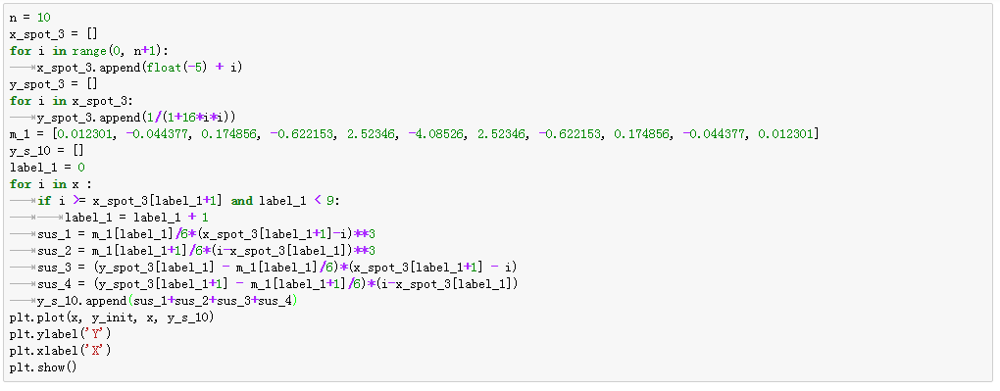 n = 10
x_spot_3 = []
for i in range(0, n+1):
    x_spot_3.append(float(-5) + i)
y_spot_3 = []
for i in x_spot_3:
    y_spot_3.append(1/(1+16*i*i))
m_1 = [0.012301, -0.044377, 0.174856, -0.622153, 2.52346, -4.08526, 2.52346, -0.622153, 0.174856, -0.044377, 0.012301]
y_s_10 = []
label_1 = 0
for i in x :
    if i >= x_spot_3[label_1+1] and label_1 < 9:
        label_1 = label_1 + 1
    sus_1 = m_1[label_1]/6*(x_spot_3[label_1+1]-i)**3
    sus_2 = m_1[label_1+1]/6*(i-x_spot_3[label_1])**3
    sus_3 = (y_spot_3[label_1] - m_1[label_1]/6)*(x_spot_3[label_1+1] - i)
    sus_4 = (y_spot_3[label_1+1] - m_1[label_1+1]/6)*(i-x_spot_3[label_1])
    y_s_10.append(sus_1+sus_2+sus_3+sus_4)
plt.plot(x, y_init, x, y_s_10)
plt.ylabel('Y')
plt.xlabel('X')
plt.show()